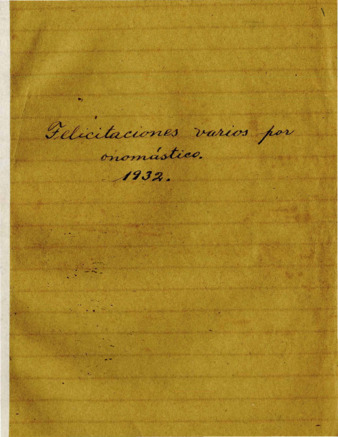 Felicitaciones varios por
onomástico.
1932.